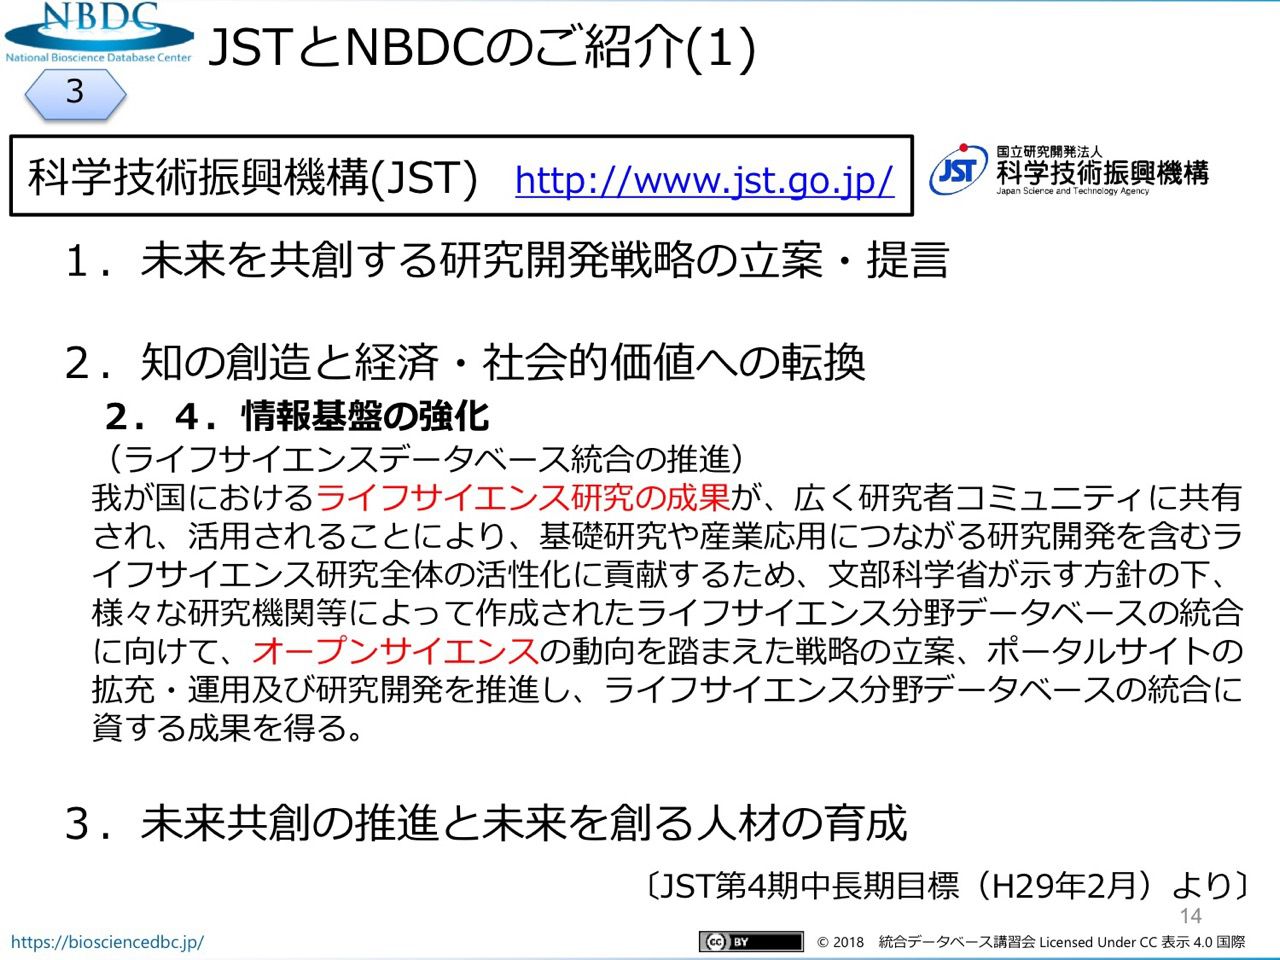 NBDC
National Bioscience Database Center
JSTとNBDCのご紹介(1)
3
科学技術振興機構(JST) http://www.jst.go.jp/
JST
国立研究開発法人
科学技術振興機構
Japan Science and Technology Agency
１．未来を共創する研究開発戦略の立案・提言
２．知の創造と経済・社会的価値への転換
２．４．情報基盤の強化
（ライフサイエンスデータベース統合の推進）
我が国におけるライフサイエンス研究の成果が、広く研究者コミュニティに共有
され、活用されることにより、基礎研究や産業応用につながる研究開発を含むラ
イフサイエンス研究全体の活性化に貢献するため、文部科学省が示す方針の下、
様々な研究機関等によって作成されたライフサイエンス分野データベースの統合
に向けて、オープンサイエンスの動向を踏まえた戦略の立案、ポータルサイトの
拡充・運用及び研究開発を推進し、ライフサイエンス分野データベースの統合に
資する成果を得る。
３．未来共創の推進と未来を創る人材の育成
〔JST第4期中長期目標（H29年2月）より〕
14
https://biosciencedbc.jp/
cc BY
© 2018 統合データベース講習会 Licensed Under CC 表示 4.0 国際